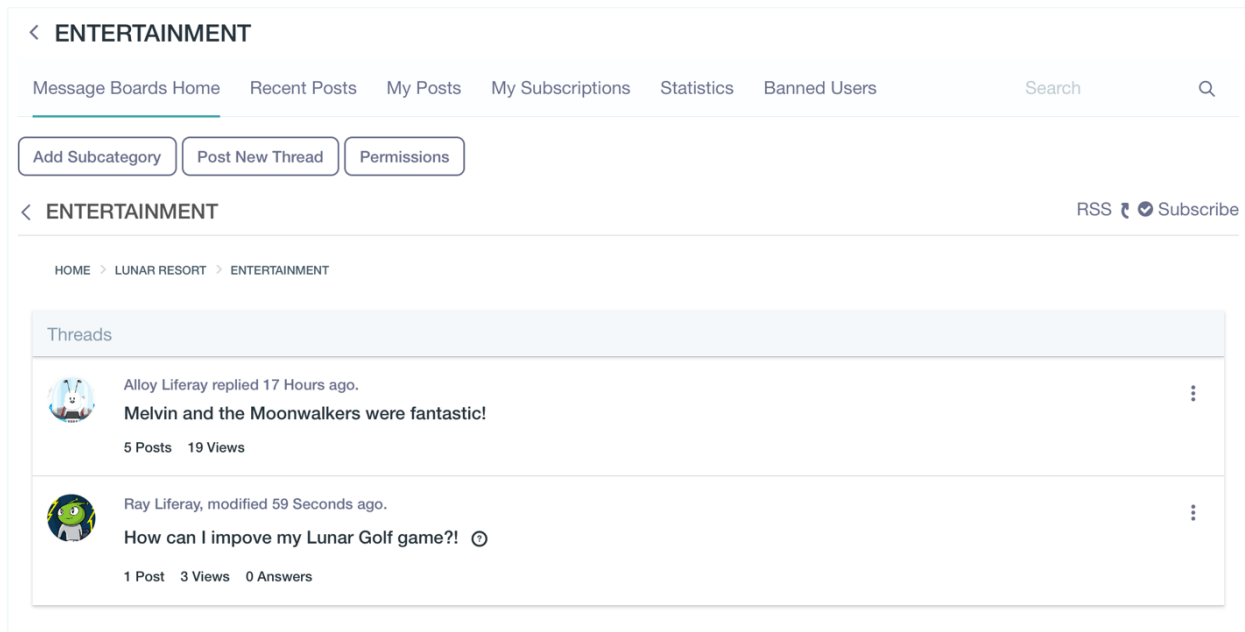 ENTERTAINMENT
Message Boards Home Recent Posts My Posts My Subscriptions Statistics Banned Users Search
Add Subcategory Post New Thread Permissions
ENTERTAINMENT RSS Subscribe
HOME > LUNAR RESORT > ENTERTAINMENT
Threads
Alloy Liferay replied 17 Hours ago.
Melvin and the Moonwalkers were fantastic!
5 Posts 19 Views
Ray Liferay, modified 59 Seconds ago.
How can I impove my Lunar Golf game?!
1 Post 3 Views 0 Answers